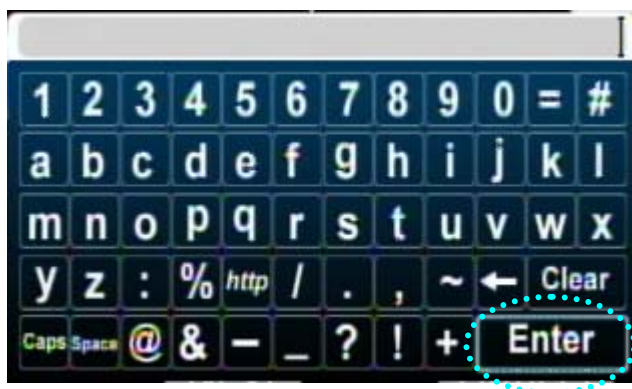 1 2 3 4 5 6 7 8 9 0 = #
a b c d e f g h i j k l
m n o p q r s t u v w x
y z : % http / . , ~ ← Clear
Caps Space @ & – _ ? ! + Enter